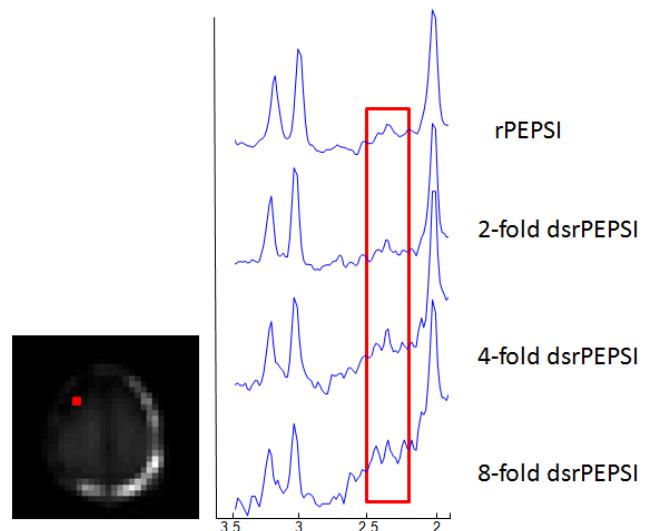 rPEPSI
2-fold dsrPEPSI
4-fold dsrPEPSI
8-fold dsrPEPSI
3.5 3 2.5 2